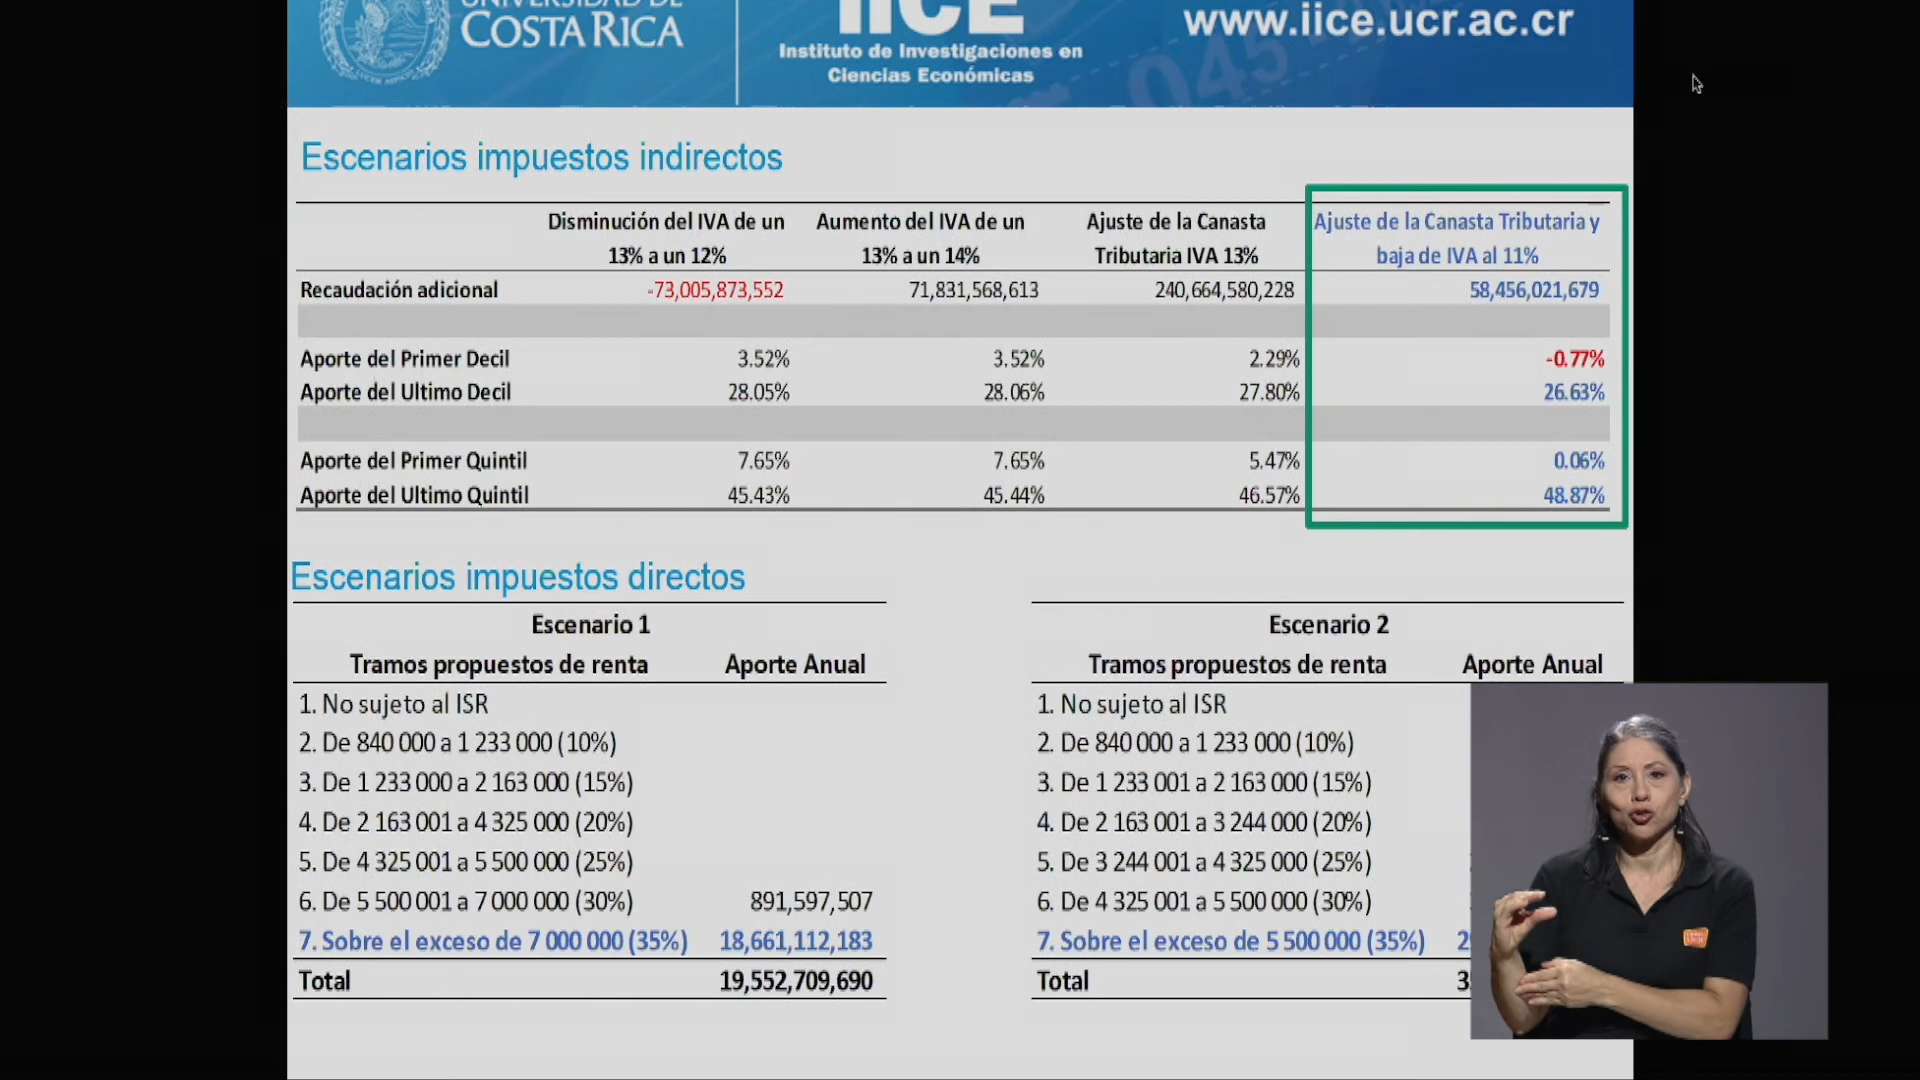 UNIVERSIDAD DE
COSTA RICA
IICE
Instituto de Investigaciones en
Ciencias Económicas
www.iice.ucr.ac.cr
Escenarios impuestos indirectos
Disminución del IVA de un 13% a un 12%
Aumento del IVA de un 13% a un 14%
Ajuste de la Canasta Tributaria IVA 13%
Ajuste de la Canasta Tributaria y baja de IVA al 11%
Recaudación adicional -73,005,873,552 71,831,568,613 240,664,580,228 58,456,021,679
Aporte del Primer Decil 3.52% 3.52% 2.29% -0.77%
Aporte del Ultimo Decil 28.05% 28.06% 27.80% 26.63%
Aporte del Primer Quintil 7.65% 7.65% 5.47% 0.06%
Aporte del Ultimo Quintil 45.43% 45.44% 46.57% 48.87%
Escenarios impuestos directos
Escenario 1
Tramos propuestos de renta Aporte Anual
1. No sujeto al ISR
2. De 840 000 a 1 233 000 (10%)
3. De 1 233 000 a 2 163 000 (15%)
4. De 2 163 001 a 4 325 000 (20%)
5. De 4 325 001 a 5 500 000 (25%)
6. De 5 500 001 a 7 000 000 (30%) 891,597,507
7. Sobre el exceso de 7 000 000 (35%) 18,661,112,183
Total 19,552,709,690
Escenario 2
Tramos propuestos de renta Aporte Anual
1. No sujeto al ISR
2. De 840 000 a 1 233 000 (10%)
3. De 1 233 001 a 2 163 000 (15%)
4. De 2 163 001 a 3 244 000 (20%)
5. De 3 244 001 a 4 325 000 (25%)
6. De 4 325 001 a 5 500 000 (30%)
7. Sobre el exceso de 5 500 000 (35%)
Total